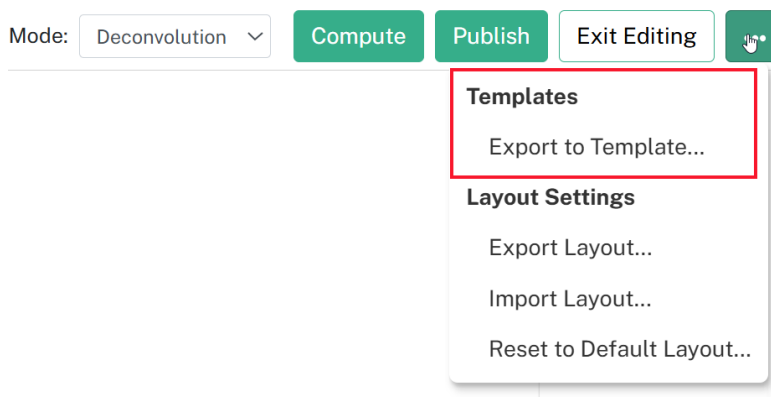 Mode: Deconvolution Compute Publish Exit Editing
Templates
Export to Template...
Layout Settings
Export Layout...
Import Layout...
Reset to Default Layout...